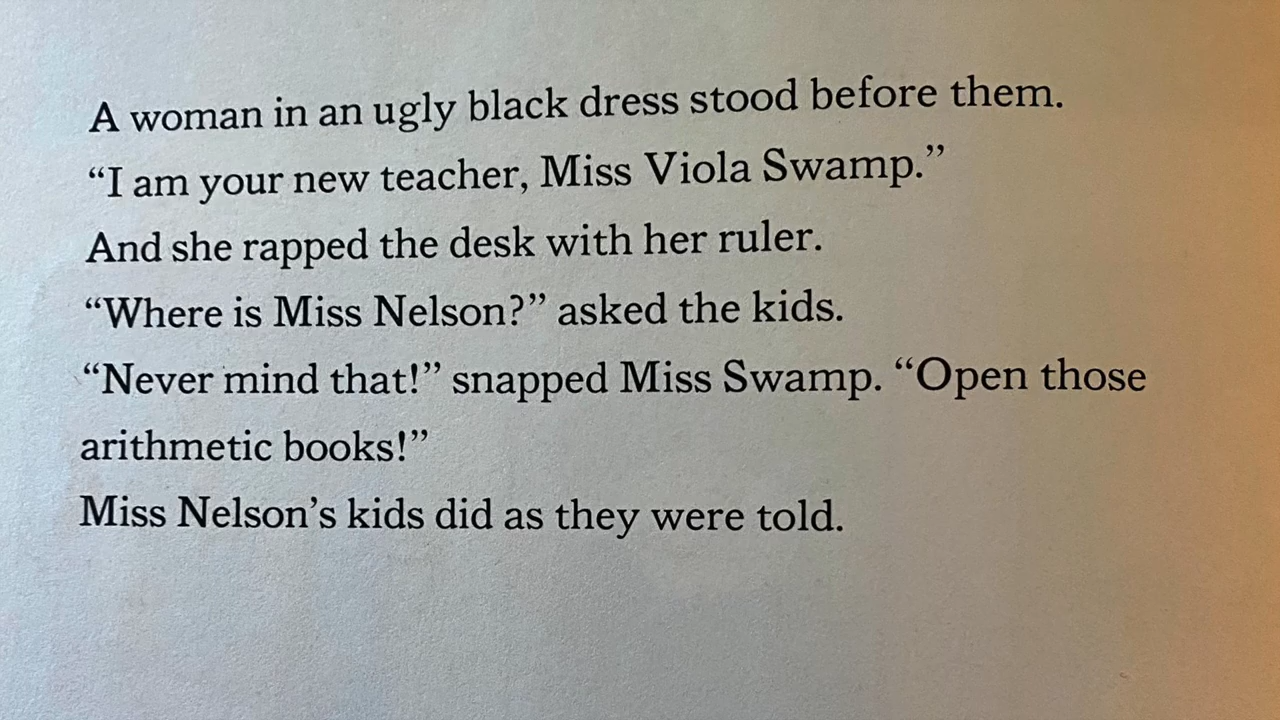 A woman in an ugly black dress stood before them.
“I am your new teacher, Miss Viola Swamp.”
And she rapped the desk with her ruler.
“Where is Miss Nelson?” asked the kids.
“Never mind that!” snapped Miss Swamp. “Open those
arithmetic books!”
Miss Nelson’s kids did as they were told.